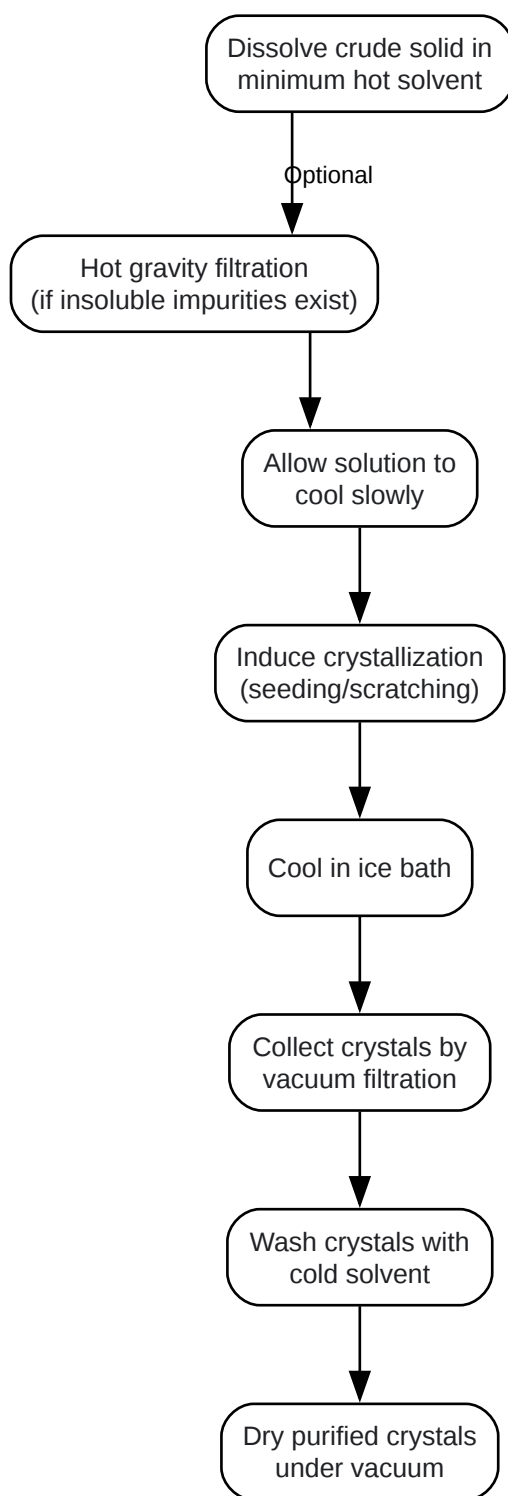 Dissolve crude solid in
minimum hot solvent
Optional
Hot gravity filtration
(if insoluble impurities exist)
Allow solution to
cool slowly
Induce crystallization
(seeding/scratching)
Cool in ice bath
Collect crystals by
vacuum filtration
Wash crystals with
cold solvent
Dry purified crystals
under vacuum